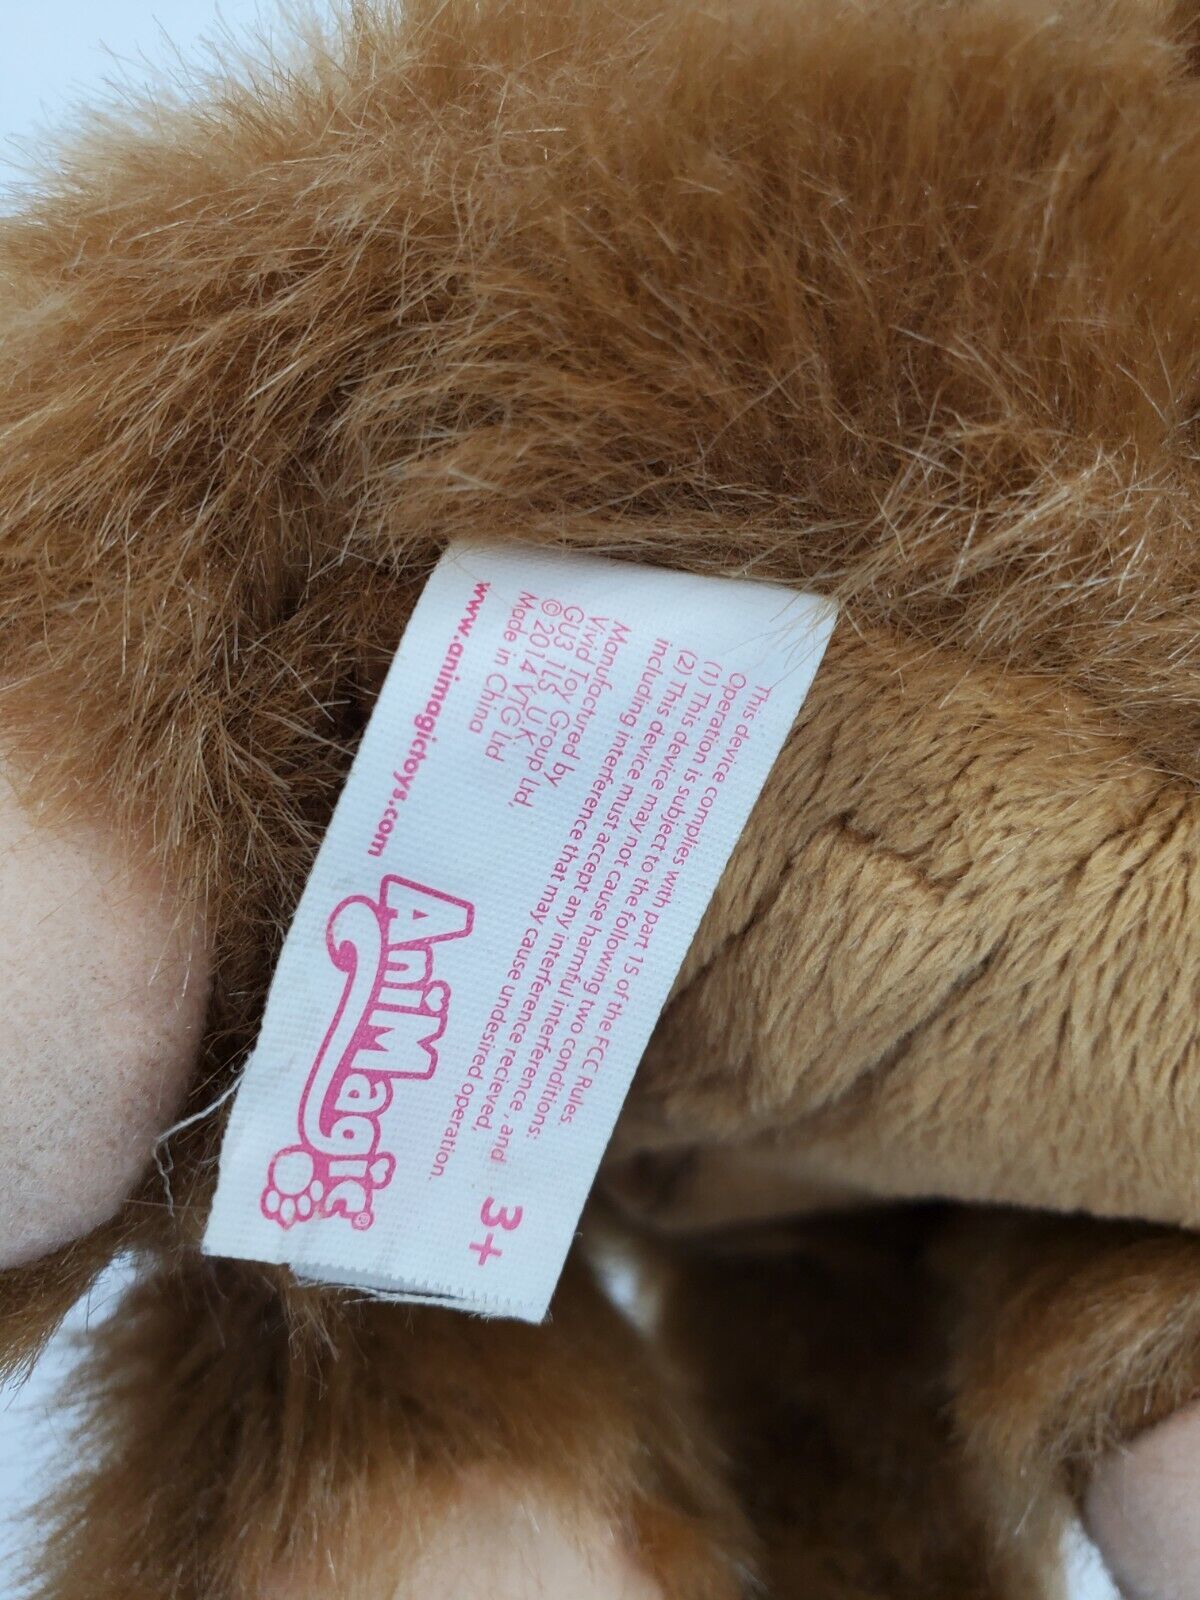 This device complies with part 15 of the FCC Rules.
Operation is subject to the following two conditions:
(1) This device may not cause harmful interference, and
(2) This device must accept any interference recieved,
including interference that may cause undesired operation.
Manufactured by
Vivid Toy Group Ltd,
GU3 1LS U.K.
© 2014 VTG Ltd
Made in China
3+
www.animagictoys.com
AniMagic®